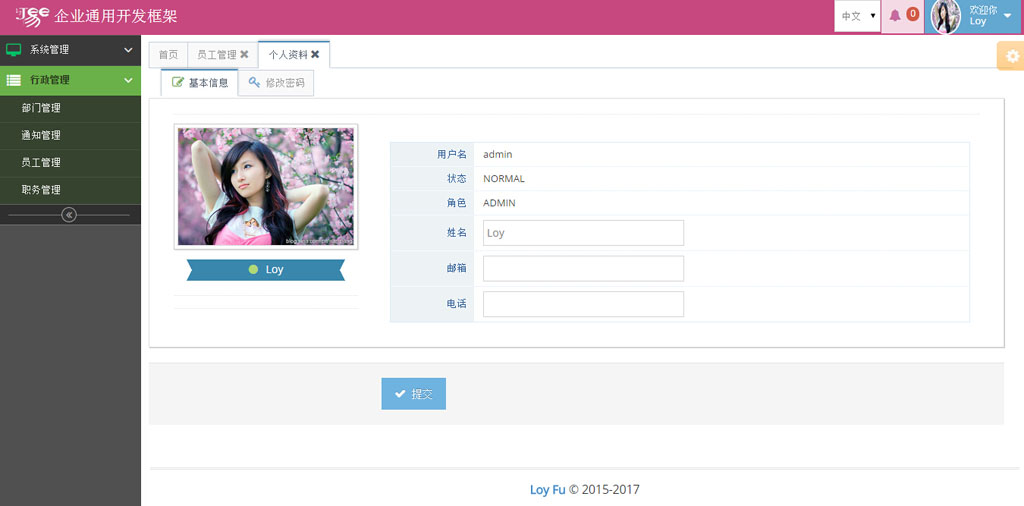 JEE 企业通用开发框架
中文
0
欢迎你
Loy
系统管理
行政管理
部门管理
通知管理
员工管理
职务管理
首页 员工管理 个人资料
基本信息 修改密码
Loy
用户名 admin
状态 NORMAL
角色 ADMIN
姓名 Loy
邮箱
电话
提交
Loy Fu © 2015-2017